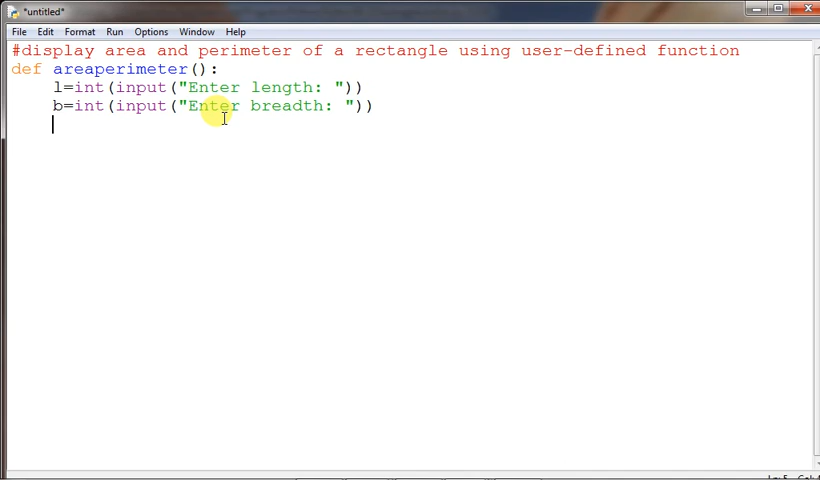 *untitled*
File Edit Format Run Options Window Help
#display area and perimeter of a rectangle using user-defined function
def areaperimeter():
    l=int(input("Enter length: "))
    b=int(input("Enter breadth: "))